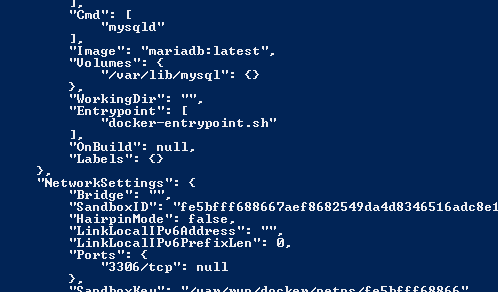 ],
"Cmd": [
"mysqld"
],
"Image": "mariadb:latest",
"Volumes": {
"/var/lib/mysql": {}
},
"WorkingDir": "",
"Entrypoint": [
"docker-entrypoint.sh"
],
"OnBuild": null,
"Labels": {}
},
"NetworkSettings": {
"Bridge": "",
"SandboxID": "fe5bfff688667aef8682549da4d8346516adc8e1
"HairpinMode": false,
"LinkLocalIPv6Address": "",
"LinkLocalIPv6PrefixLen": 0,
"Ports": {
"3306/tcp": null
},
"SandboxKey": "/var/run/docker/netns/fe5bfff68866"